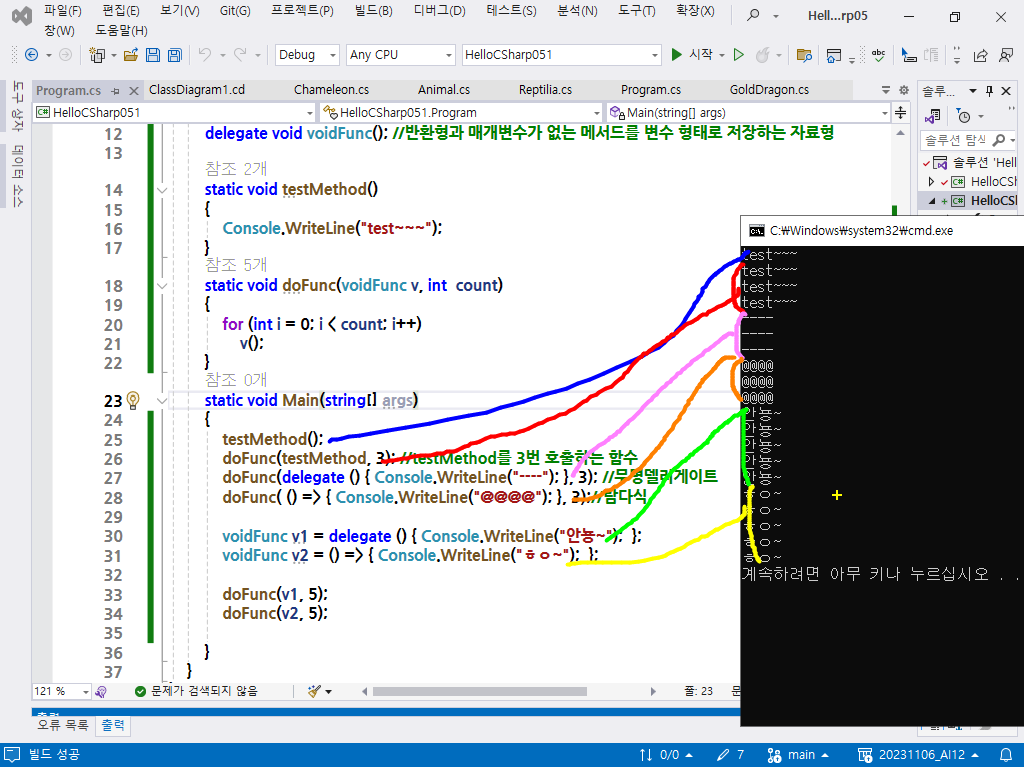 파일(F) 편집(E) 보기(V) Git(G) 프로젝트(P) 빌드(B) 디버그(D) 테스트(S) 분석(N) 도구(T) 확장(X) Hell...rp05
창(W) 도움말(H)
Debug Any CPU HelloCSharp051 시작
도구 상자
데이터 소스
Program.cs ClassDiagram1.cd Chameleon.cs Animal.cs Reptilia.cs Program.cs GoldDragon.cs
HelloCSharp051 HelloCSharp051.Program Main(string[] args)
12 delegate void voidFunc(); //반환형과 매개변수가 없는 메서드를 변수 형태로 저장하는 자료형
13
참조 2개
14 static void testMethod()
15 {
16 Console.WriteLine("test~~~");
17 }
참조 5개
18 static void doFunc(voidFunc v, int count)
19 {
20 for (int i = 0; i < count; i++)
21 v();
22 }
참조 0개
23 static void Main(string[] args)
24 {
25 testMethod();
26 doFunc(testMethod, 3); //testMethod를 3번 호출하는 함수
27 doFunc(delegate () { Console.WriteLine("----"); }, 3); //무명델리게이트
28 doFunc( () => { Console.WriteLine("@@@@"); }, 3);//람다식
29
30 voidFunc v1 = delegate () { Console.WriteLine("안뇽~"); };
31 voidFunc v2 = () => { Console.WriteLine("ㅎㅇ~"); };
32
33 doFunc(v1, 5);
34 doFunc(v2, 5);
35
36 }
37 }
솔루...
솔루션 탐식
솔루션 'Hell
HelloCSh
HelloCSl
C:\Windows\system32\cmd.exe
test~~~
test~~~
test~~~
test~~~
----
----
----
@@@@
@@@@
@@@@
안뇽~
안뇽~
안뇽~
안뇽~
안뇽~
ㅎㅇ~
ㅎㅇ~
ㅎㅇ~
ㅎㅇ~
ㅎㅇ~
계속하려면 아무 키나 누르십시오 . .
121 % 문제가 검색되지 않음 줄: 23
오류 목록 출력
빌드 성공 0/0 7 main 20231106_AI12